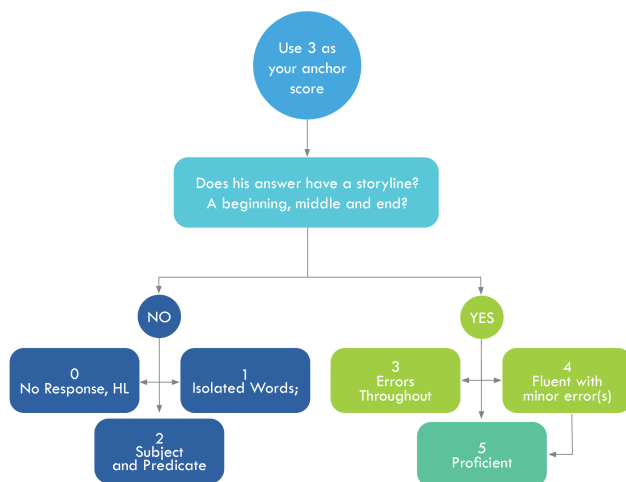 Use 3 as
your anchor
score
Does his answer have a storyline?
A beginning, middle and end?
NO
YES
0
No Response, HL
1
Isolated Words;
2
Subject
and Predicate
3
Errors
Throughout
4
Fluent with
minor error(s)
5
Proficient